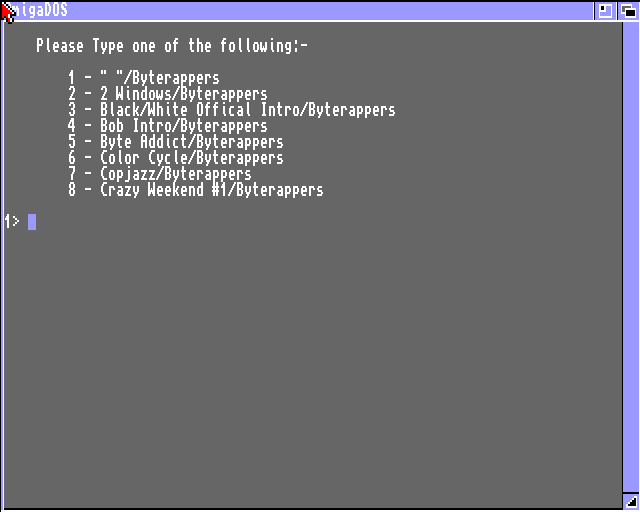 AmigaDOS
Please Type one of the following:-
1 - " "/Byterappers
2 - 2 Windows/Byterappers
3 - Black/White Offical Intro/Byterappers
4 - Bob Intro/Byterappers
5 - Byte Addict/Byterappers
6 - Color Cycle/Byterappers
7 - Copjazz/Byterappers
8 - Crazy Weekend #1/Byterappers
1>